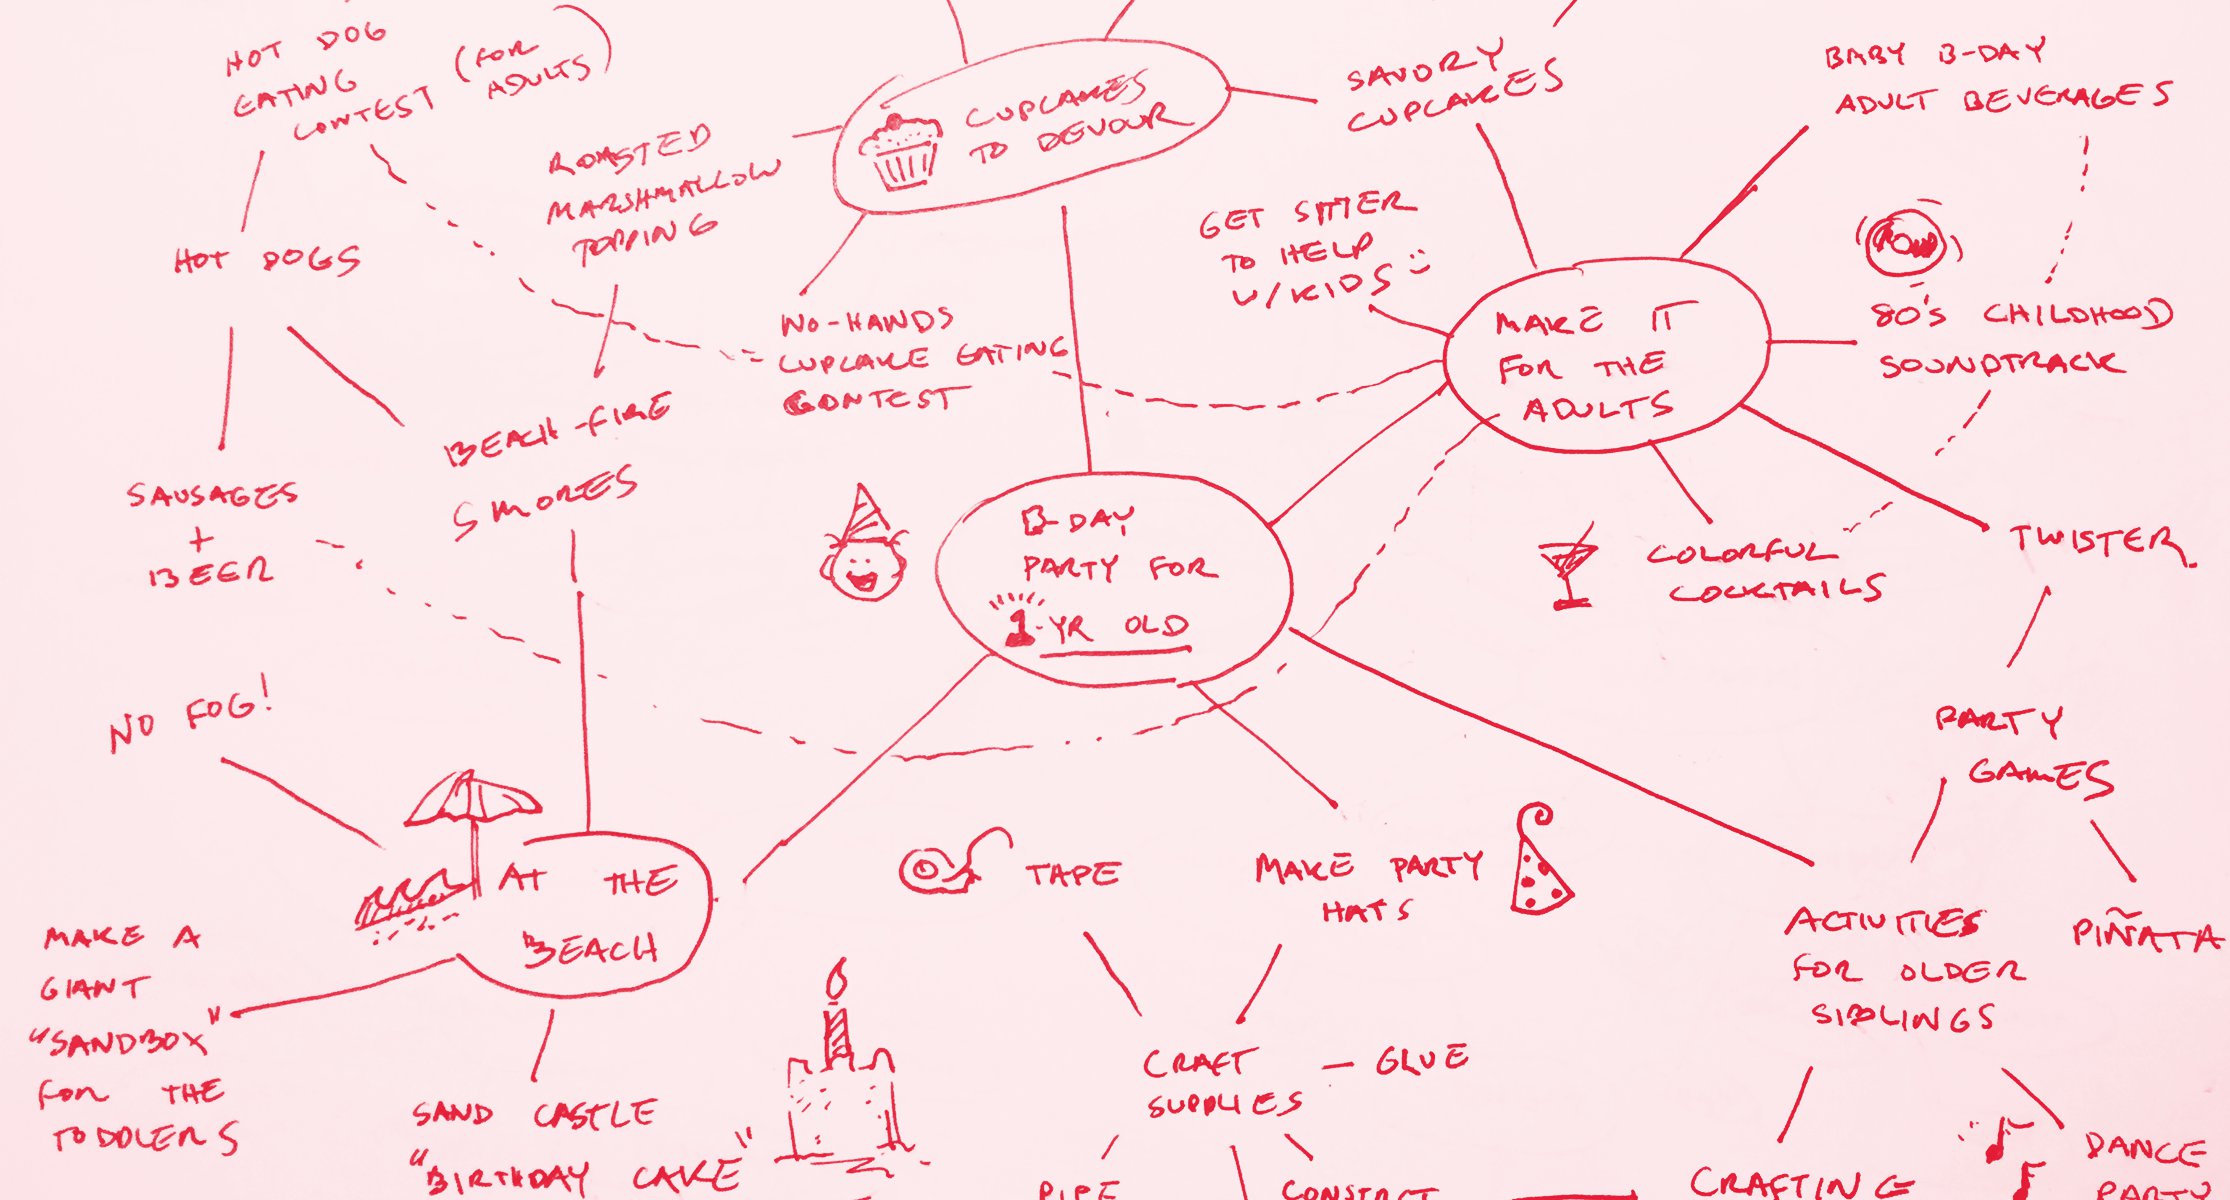 HOT DOG
EATING
CONTEST
(FOR
ADULTS)
HOT DOGS
SAUSAGES
+
BEER
ROASTED
MARSHMALLOW
TOPPING
BEACH-FIRE
SMORES
CUPCAKES
TO DEVOUR
NO-HANDS
CUPCAKE EATING
CONTEST
SAVORY
CUPCAKES
GET SITTER
TO HELP
W/KIDS :)
BABY B-DAY
ADULT BEVERAGES
MAKE IT
FOR THE
ADULTS
80's CHILDHOOD
SOUNDTRACK
COLORFUL
COCKTAILS
TWISTER
B-DAY
PARTY FOR
1-YR OLD
NO FOG!
AT THE
BEACH
MAKE A
GIANT
"SANDBOX"
FOR THE
TODDLERS
SAND CASTLE
"BIRTHDAY CAKE"
TAPE
MAKE PARTY
HATS
CRAFT
SUPPLIES
- GLUE
PIPE
PARTY
GAMES
PIÑATA
ACTIVITIES
FOR OLDER
SIBLINGS
CRAFTING
DANCE
PARTY